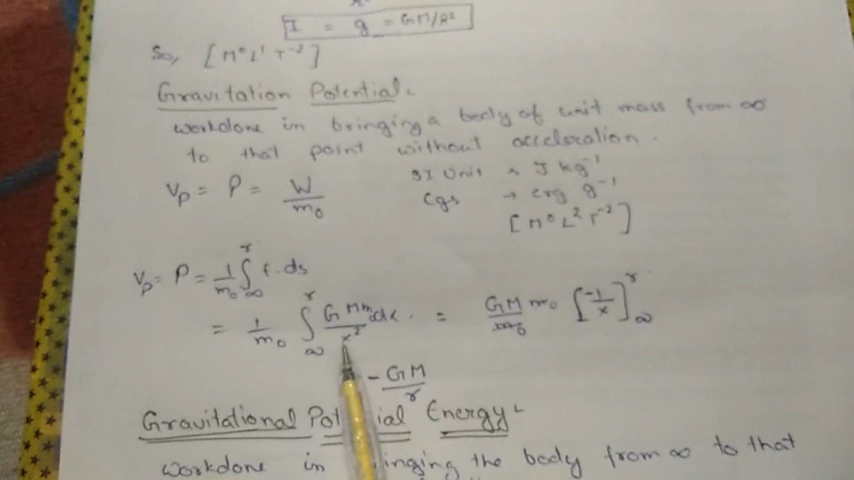 I = g = GM/R²
So, [M⁰L¹T⁻²]
Gravitation Potential-
workdone in bringing a body of unit mass from ∞
to that point without acceleration.
Vp = P = W/m₀
SI Unit → J kg⁻¹
Cgs → erg g⁻¹
[M⁰L²T⁻²]
Vp = P = 1/m₀ ∫∞^r F.ds
= 1/m₀ ∫∞^r GMm₀/x² dx. = GM/m₀ m₀ [-1/x]∞^r
-GM/r
Gravitational Pot ial Energy-
workdone in inging the body from ∞ to that